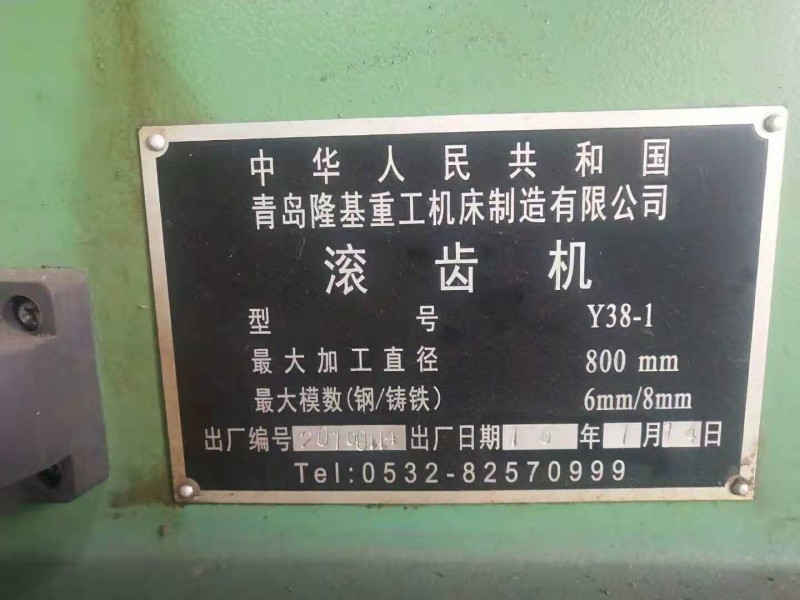 中华人民共和国
青岛隆基重工机床制造有限公司
滚齿机
型号 Y38-1
最大加工直径 800 mm
最大模数(钢/铸铁) 6mm/8mm
出厂编号 出厂日期 年 1月 日
Tel:0532-82570999